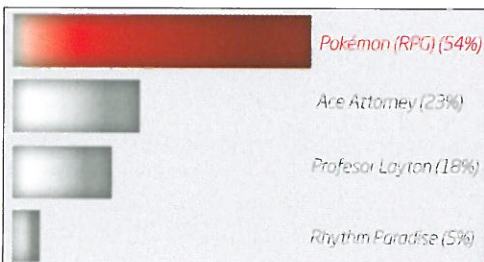 Pokémon (RPG) (54%)
Ace Attorney (23%)
Profesor Layton (18%)
Rhythm Paradise (5%)